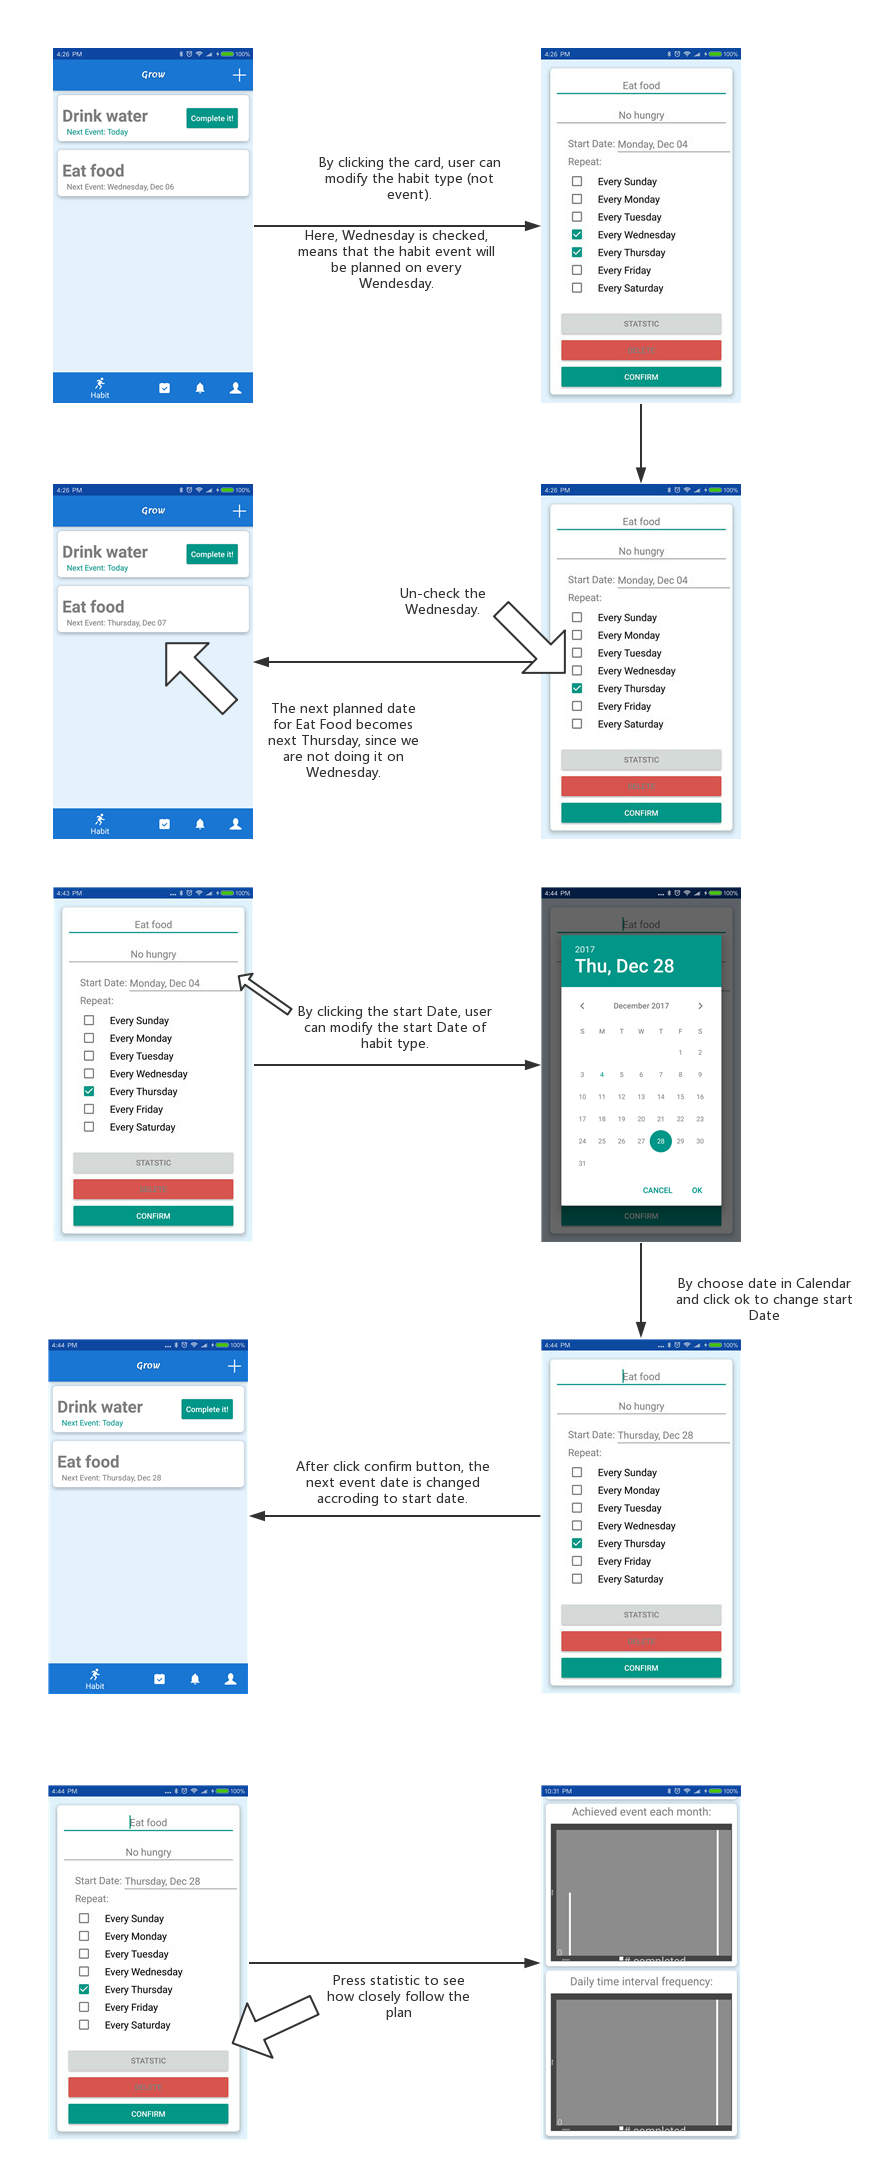 4:26 PM
100%
Grow
Drink water
Complete it!
Next Event: Today
Eat food
Next Event: Wednesday, Dec 06
Habit
By clicking the card, user can
modify the habit type (not
event).
Here, Wednesday is checked,
means that the habit event will
be planned on every
Wendesday.
4:26 PM
100%
Eat food
No hungry
Start Date: Monday, Dec 04
Repeat:
Every Sunday
Every Monday
Every Tuesday
Every Wednesday
Every Thursday
Every Friday
Every Saturday
STATSTIC
CONFIRM
4:26 PM
100%
Grow
Drink water
Complete it!
Next Event: Today
Eat food
Next Event: Thursday, Dec 07
Habit
Un-check the
Wednesday.
The next planned date
for Eat Food becomes
next Thursday, since we
are not doing it on
Wednesday.
4:26 PM
100%
Eat food
No hungry
Start Date: Monday, Dec 04
Repeat:
Every Sunday
Every Monday
Every Tuesday
Every Wednesday
Every Thursday
Every Friday
Every Saturday
STATSTIC
CONFIRM
4:43 PM
100%
Eat food
No hungry
Start Date: Monday, Dec 04
Repeat:
Every Sunday
Every Monday
Every Tuesday
Every Wednesday
Every Thursday
Every Friday
Every Saturday
STATSTIC
CONFIRM
By clicking the start Date, user
can modify the start Date of
habit type.
4:44 PM
100%
Eat food
2017
Thu, Dec 28
December 2017
S M T W T F S
1 2
3 4 5 6 7 8 9
10 11 12 13 14 15 16
17 18 19 20 21 22 23
24 25 26 27 28 29 30
31
CANCEL OK
CONFIRM
By choose date in Calendar
and click ok to change start
Date
4:44 PM
100%
Grow
Drink water
Complete it!
Next Event: Today
Eat food
Next Event: Thursday, Dec 28
Habit
After click confirm button, the
next event date is changed
accroding to start date.
4:44 PM
100%
Eat food
No hungry
Start Date: Thursday, Dec 28
Repeat:
Every Sunday
Every Monday
Every Tuesday
Every Wednesday
Every Thursday
Every Friday
Every Saturday
STATSTIC
CONFIRM
4:44 PM
100%
Eat food
No hungry
Start Date: Thursday, Dec 28
Repeat:
Every Sunday
Every Monday
Every Tuesday
Every Wednesday
Every Thursday
Every Friday
Every Saturday
STATSTIC
CONFIRM
Press statistic to see
how closely follow the
plan
10:31 PM
100%
Achieved event each month:
0
# completed
Daily time interval frequency:
0
# completed